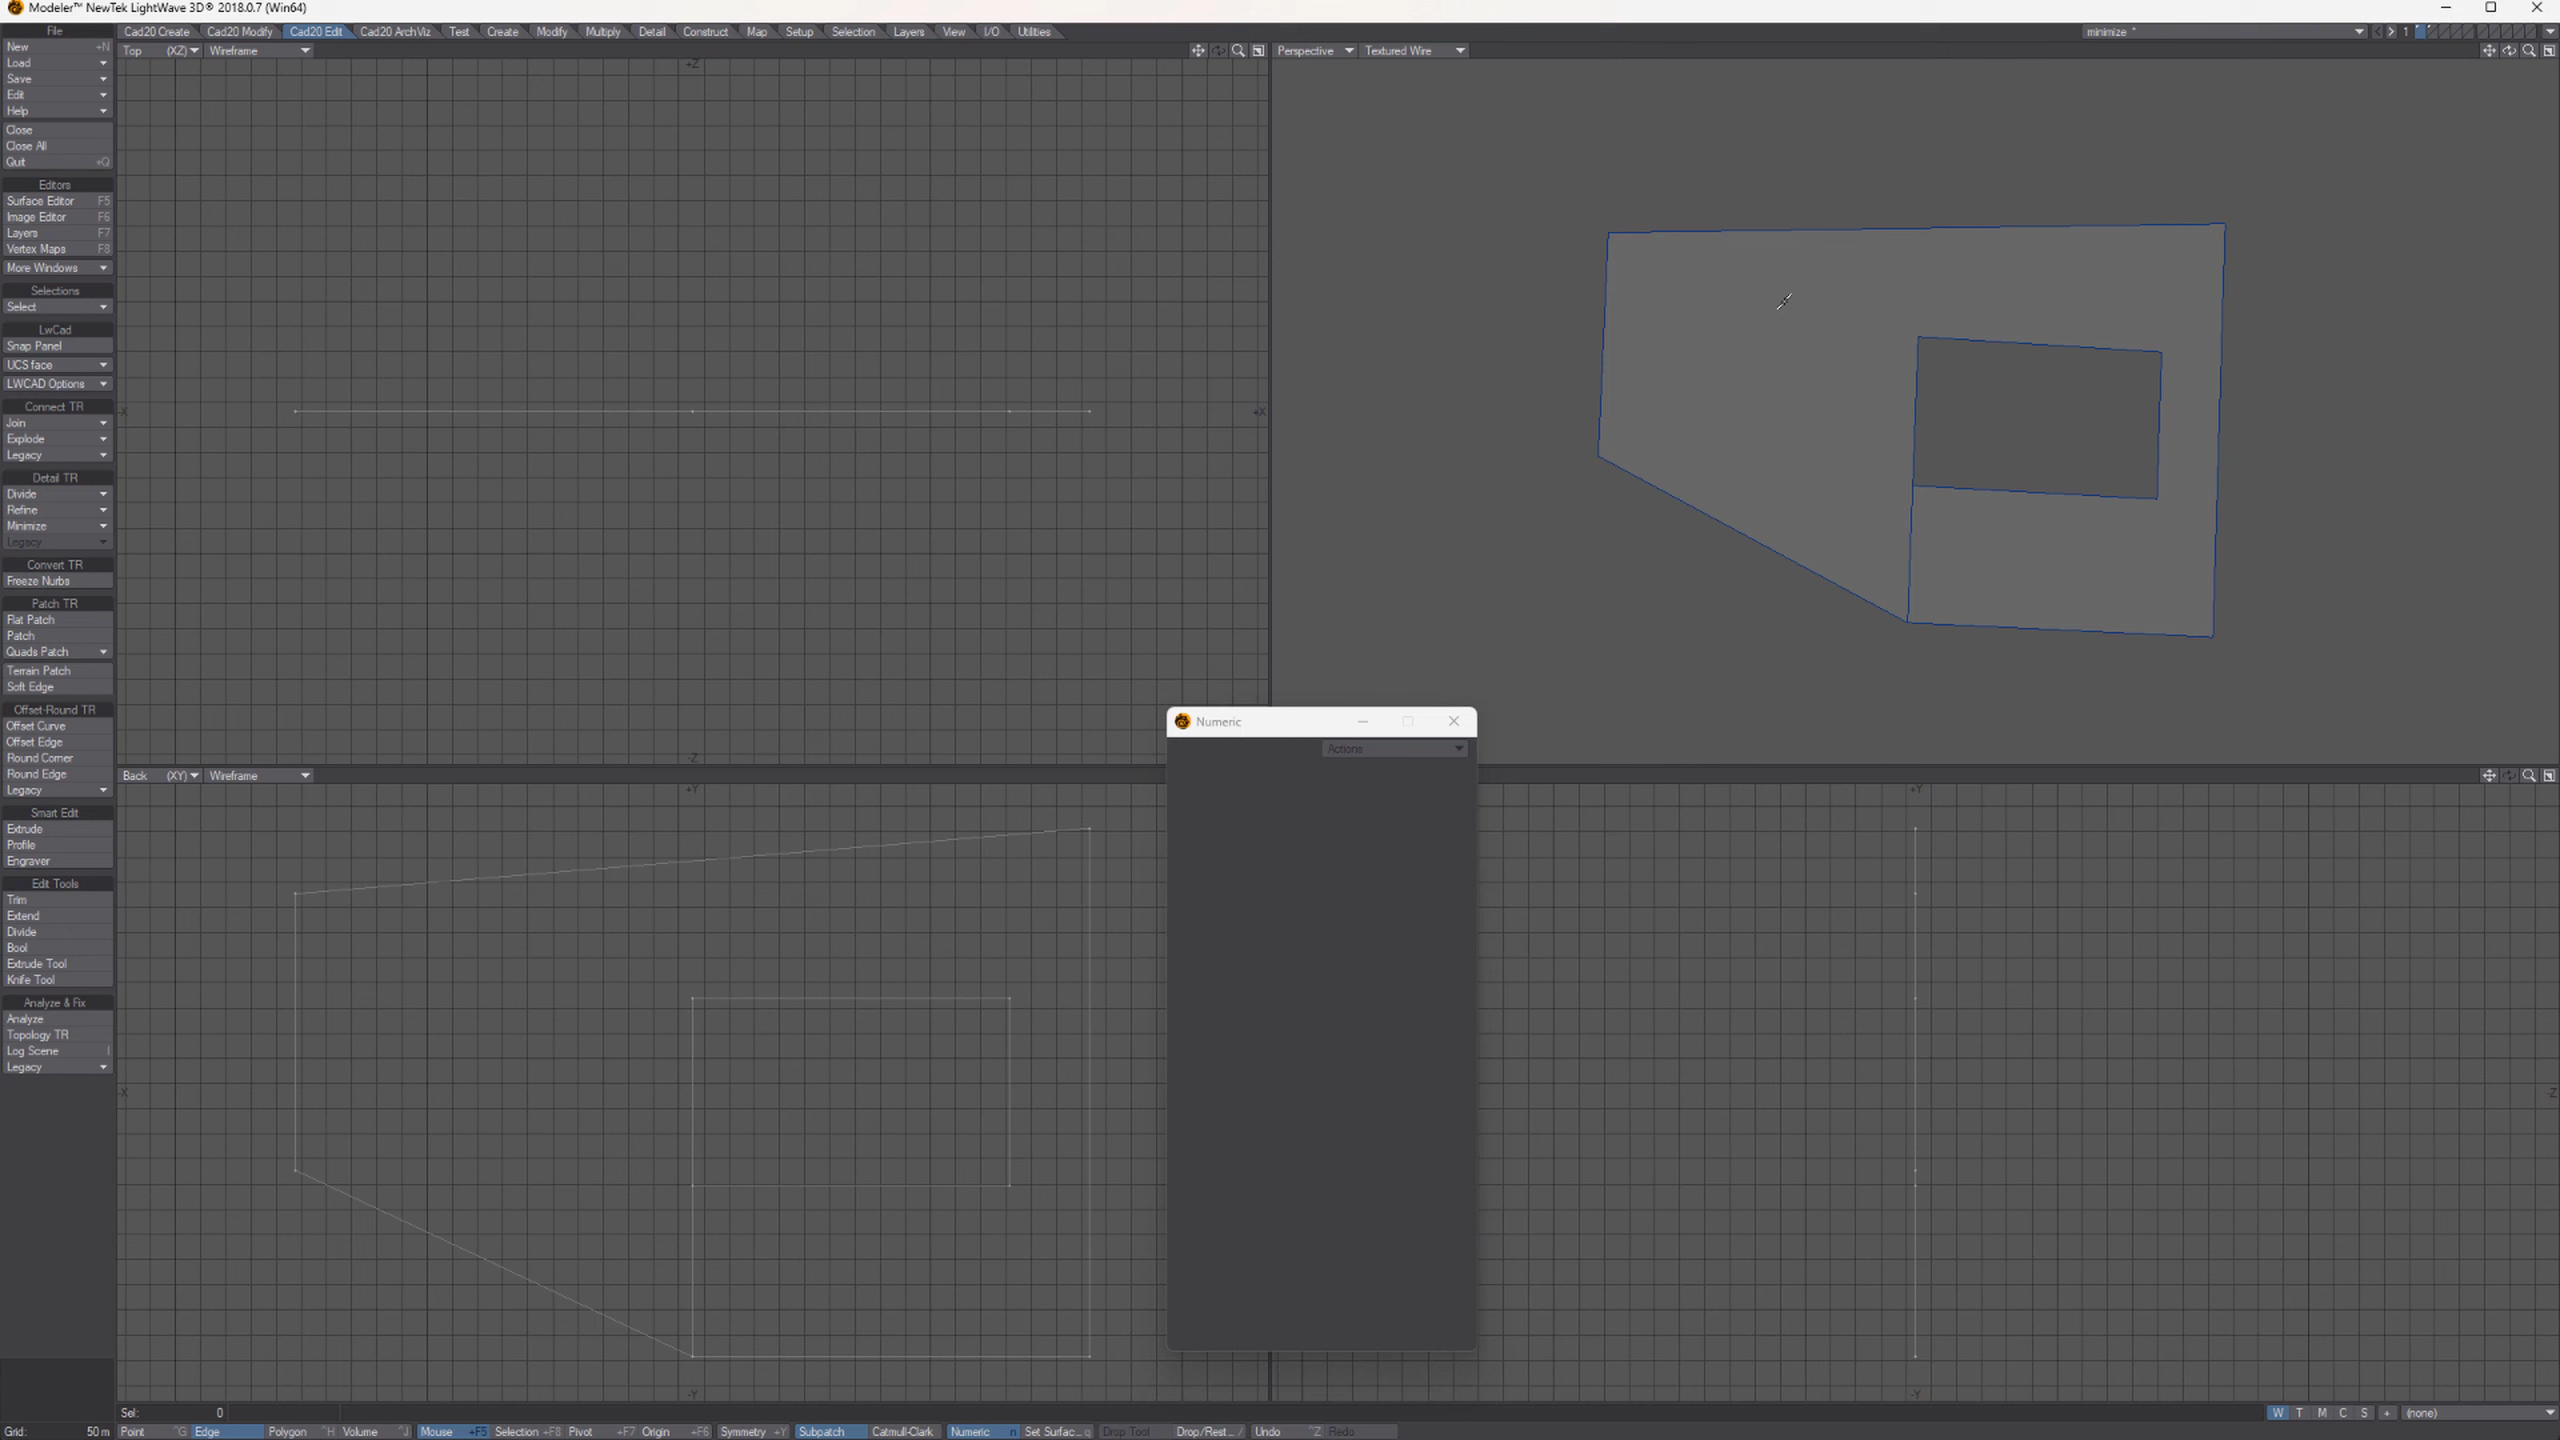 Modeler™ NewTek LightWave 3D® 2018.0.7 (Win64)
File Cad20 Create Cad20 Modify Cad20 Edit Cad20 ArchViz Test Create Modify Multiply Detail Construct Map Setup Selection Layers View I/O Utilities minimize * 1
New +N Top (XZ) Wireframe Perspective Textured Wire
Load +Z
Save
Edit
Help
Close
Close All
Quit +Q
Editors
Surface Editor F5
Image Editor F6
Layers F7
Vertex Maps F8
More Windows
Selections
Select
LwCad
Snap Panel
UCS face
LWCAD Options
Connect TR
-X +X
Join
Explode
Legacy
Detail TR
Divide
Refine
Minimize
Legacy
Convert TR
Freeze Nurbs
Patch TR
Flat Patch
Patch
Quads Patch
Terrain Patch
Soft Edge
Offset-Round TR
Offset Curve
Numeric
Offset Edge
Actions
Round Corner -Z
Round Edge Back (XY) Wireframe
Legacy +Y +Y
Smart Edit
Extrude
Profile
Engraver
Edit Tools
Trim
Extend
Divide
Bool
Extrude Tool
Knife Tool
Analyze & Fix
Analyze
Topology TR
Log Scene l
Legacy
-X -Z
-Y -Y
Sel: 0 W T M C S + (none)
Grid: 50 m Point ^G Edge Polygon ^H Volume ^J Mouse +F5 Selection +F8 Pivot +F7 Origin +F6 Symmetry +Y Subpatch Catmull-Clark Numeric n Set Surfac... q Drop Tool Drop/Rest... / Undo ^Z Redo